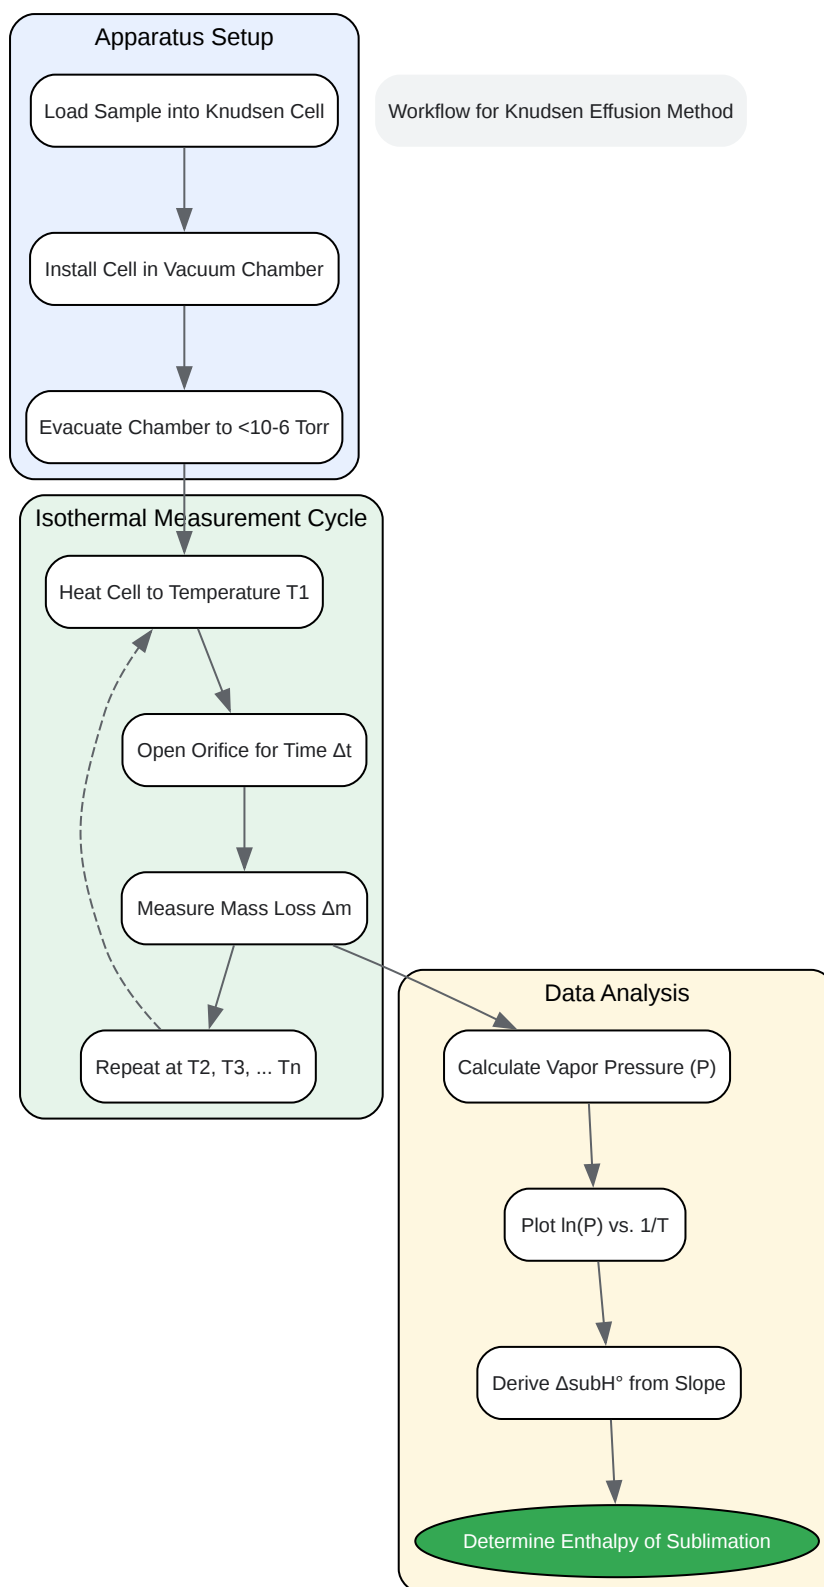 Apparatus Setup
Load Sample into Knudsen Cell
Workflow for Knudsen Effusion Method
Install Cell in Vacuum Chamber
Evacuate Chamber to <10-6 Torr
Isothermal Measurement Cycle
Heat Cell to Temperature T1
Open Orifice for Time Δt
Measure Mass Loss Δm
Repeat at T2, T3, ... Tn
Data Analysis
Calculate Vapor Pressure (P)
Plot ln(P) vs. 1/T
Derive ΔsubH° from Slope
Determine Enthalpy of Sublimation